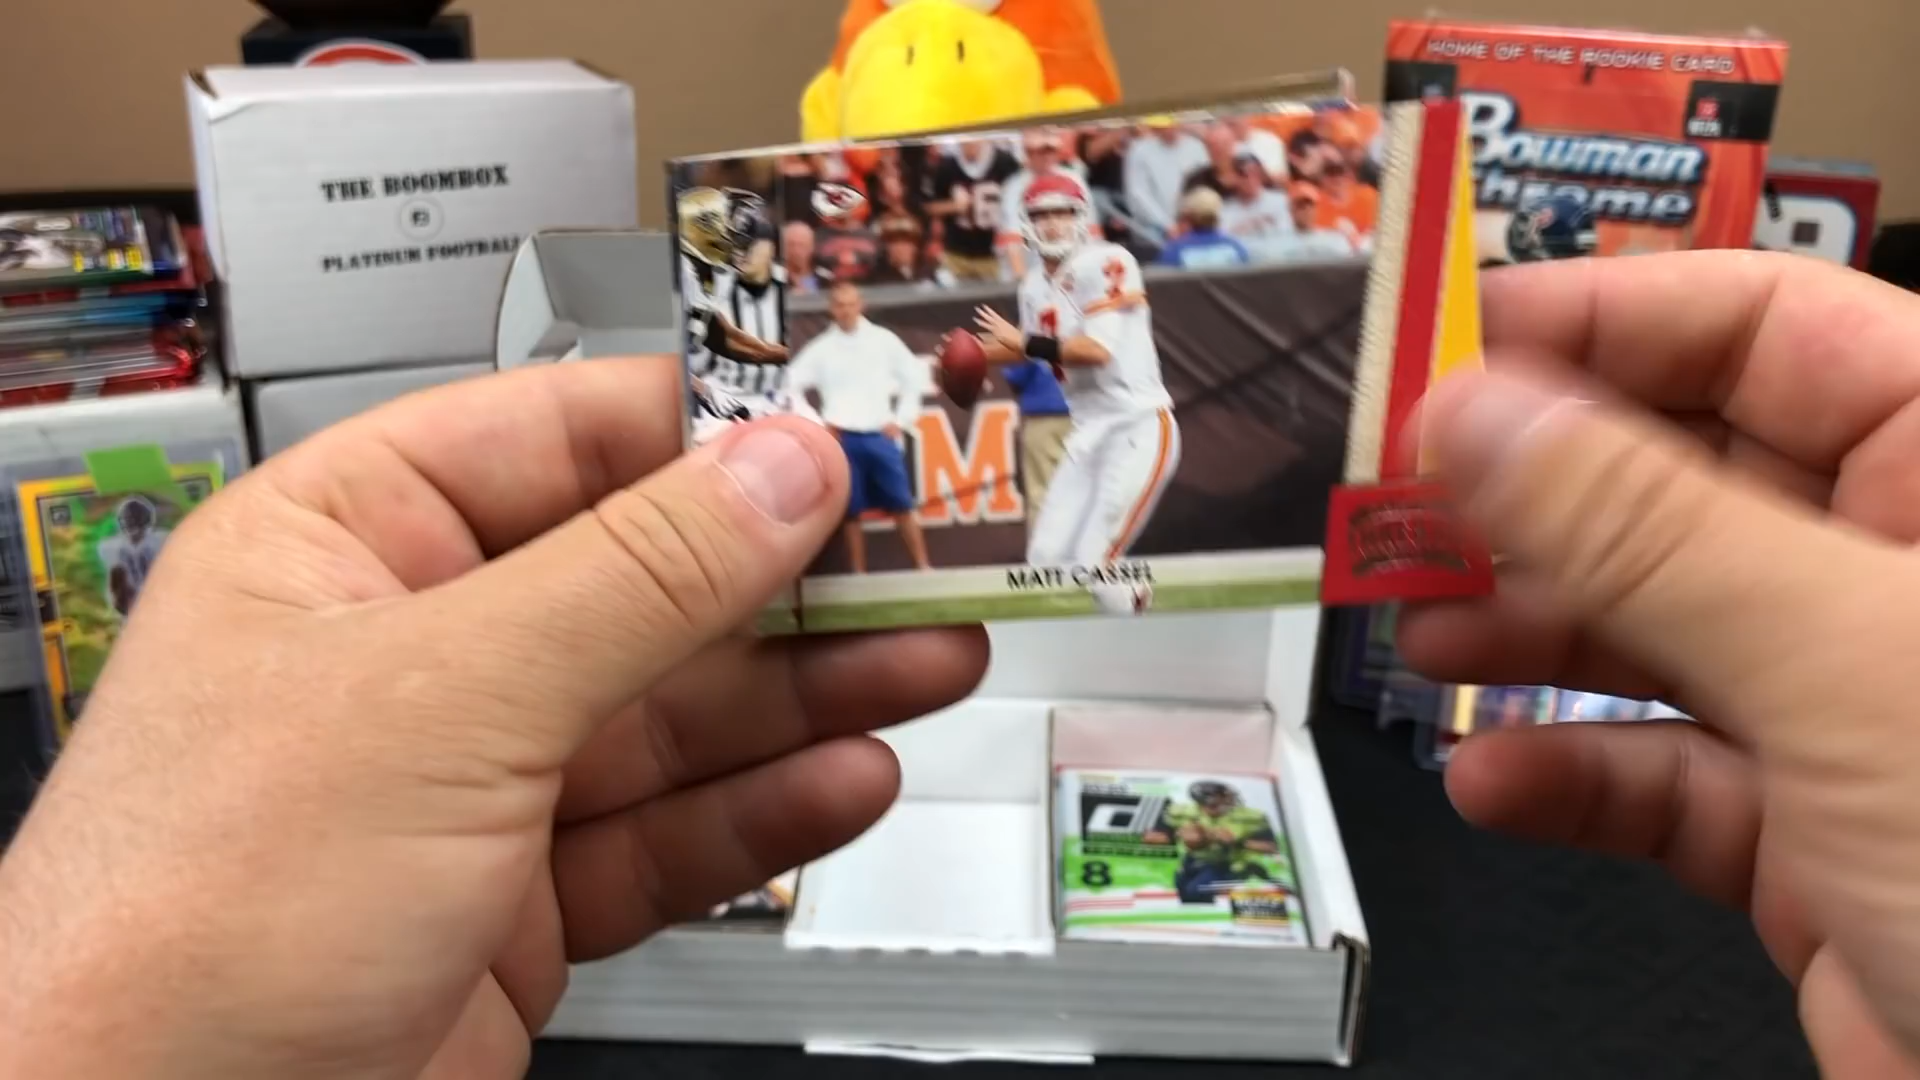 HOME OF THE ROOKIE CARD
Bowman
Chrome
THE BOOMBOX
PLATINUM FOOTBALL
M
MATT CASSEL
8